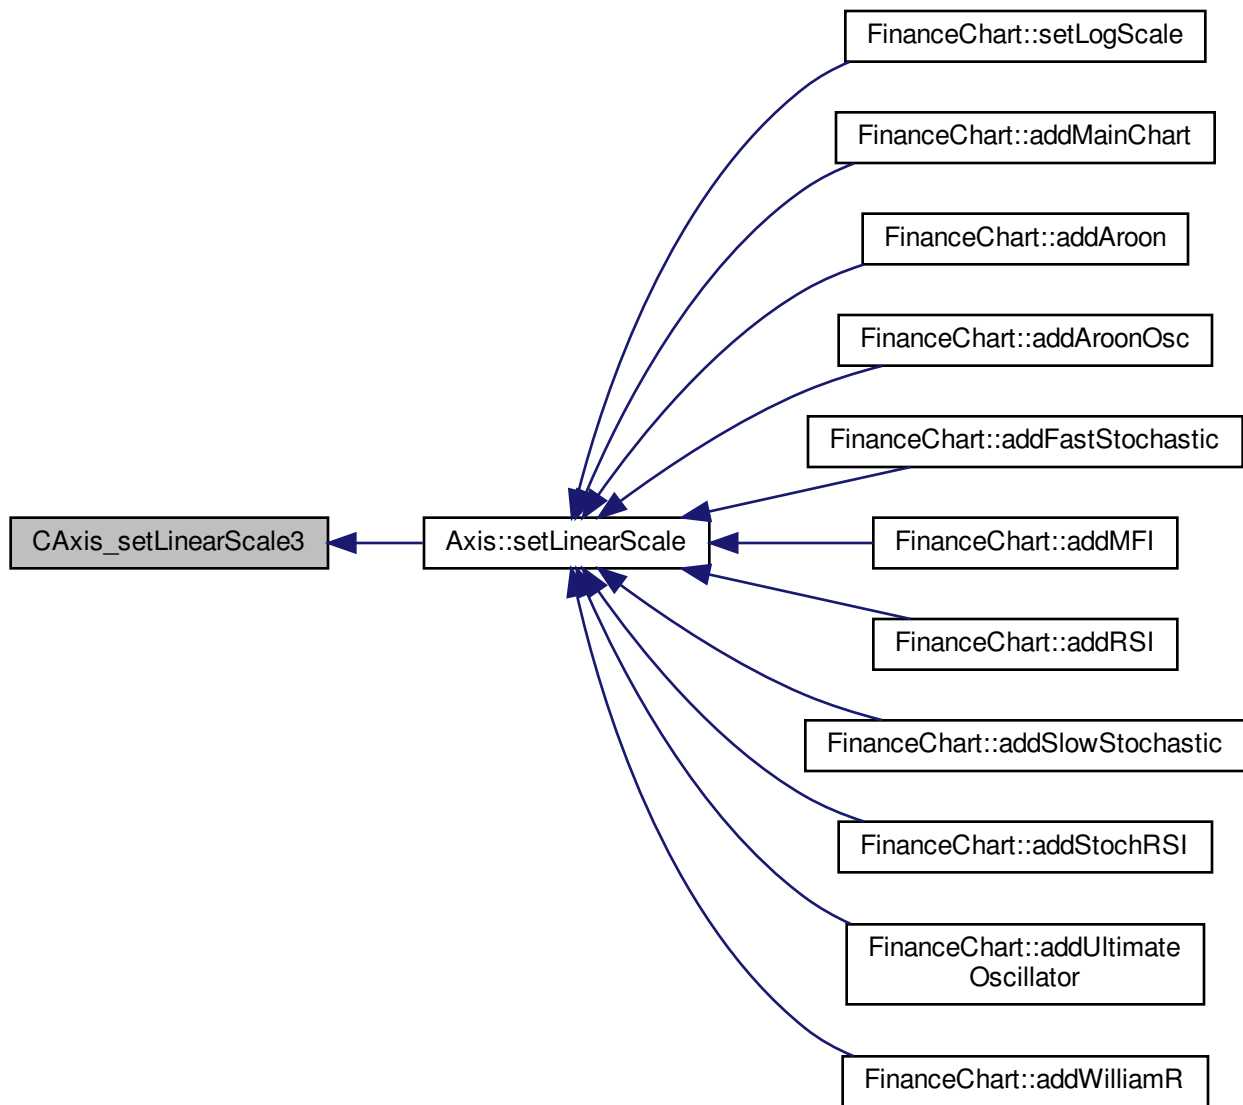 FinanceChart::setLogScale
FinanceChart::addMainChart
FinanceChart::addAroon
FinanceChart::addAroonOsc
FinanceChart::addFastStochastic
CAxis_setLinearScale3
Axis::setLinearScale
FinanceChart::addMFI
FinanceChart::addRSI
FinanceChart::addSlowStochastic
FinanceChart::addStochRSI
FinanceChart::addUltimate
Oscillator
FinanceChart::addWilliamR